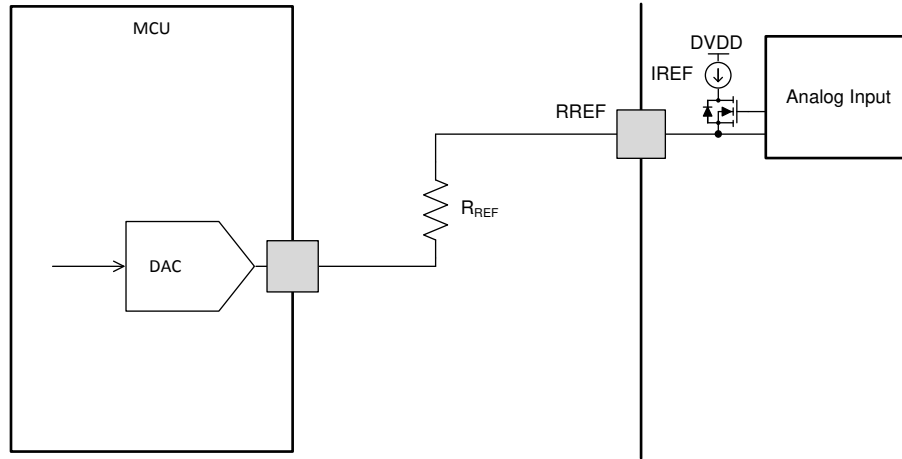 MCU
DVDD
IREF
Analog Input
RREF
RREF
DAC